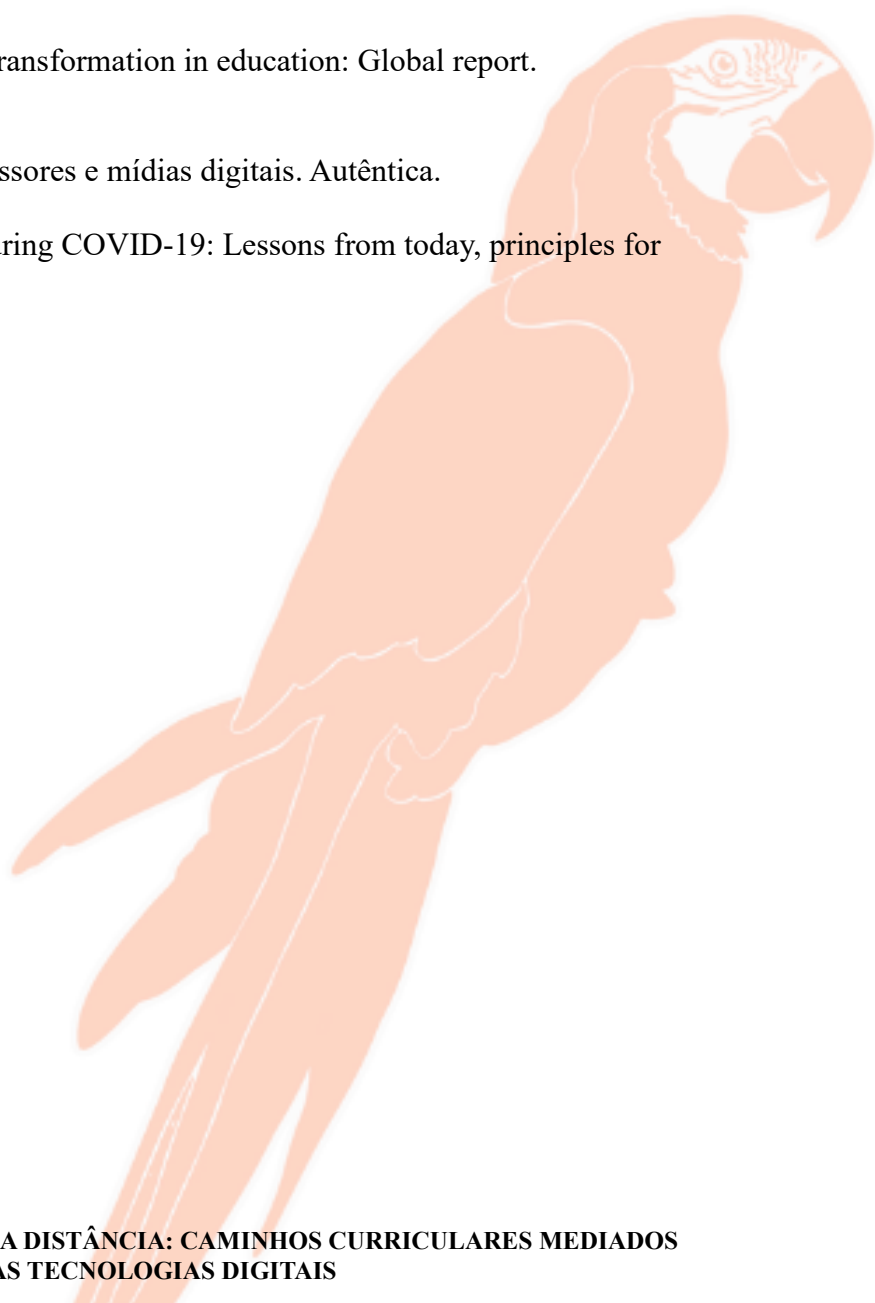 ransformation in education: Global report.
ssores e mídias digitais. Autêntica.
uring COVID-19: Lessons from today, principles for
A DISTÂNCIA: CAMINHOS CURRICULARES MEDIADOS
AS TECNOLOGIAS DIGITAIS